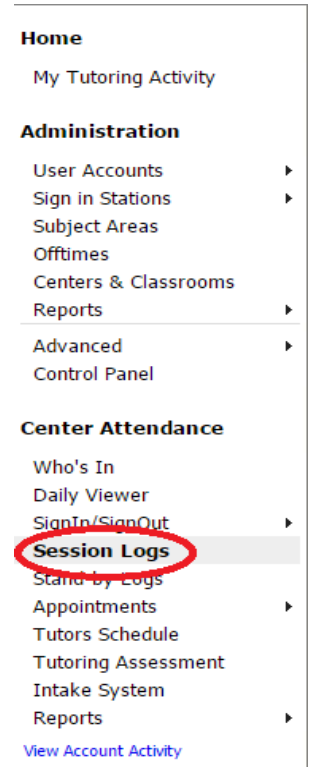 Home
My Tutoring Activity
Administration
User Accounts
Sign in Stations
Subject Areas
Offtimes
Centers & Classrooms
Reports
Advanced
Control Panel
Center Attendance
Who's In
Daily Viewer
SignIn/SignOut
Session Logs
Stand-by Logs
Appointments
Tutors Schedule
Tutoring Assessment
Intake System
Reports
View Account Activity